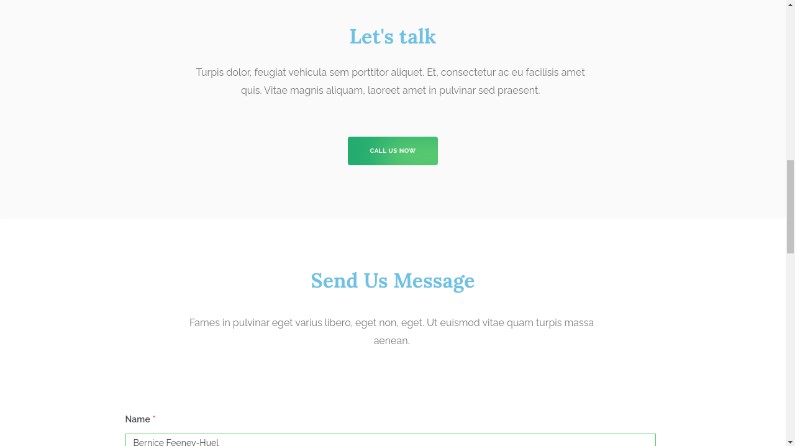 Let's talk
Turpis dolor, feugiat vehicula sem porttitor aliquet. Et, consectetur ac eu facilisis amet
quis. Vitae magnis aliquam, laoreet amet in pulvinar sed praesent.
CALL US NOW
Send Us Message
Fames in pulvinar eget varius libero, eget non, eget. Ut euismod vitae quam turpis massa
aenean.
Name *
Bernice Feeney-Huel